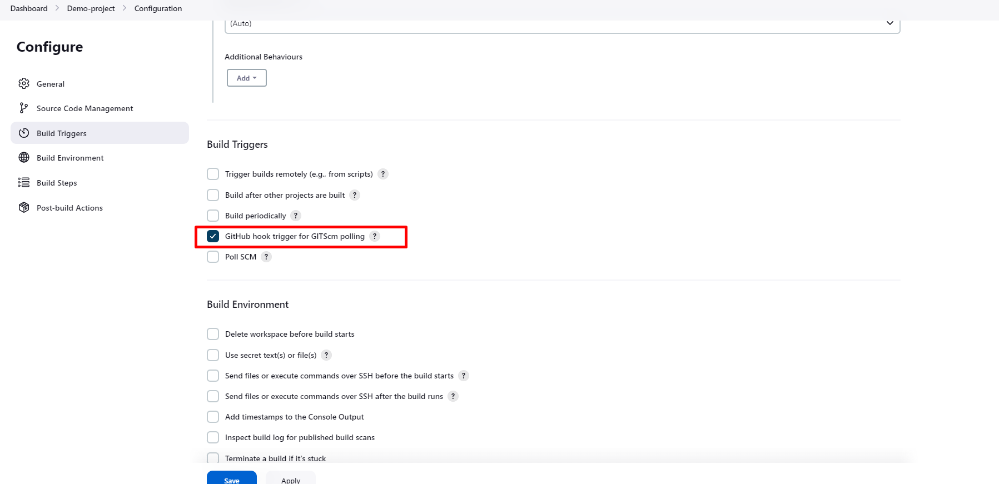 Dashboard > Demo-project > Configuration
(Auto)
Configure
Additional Behaviours
Add
General
Source Code Management
Build Triggers
Build Environment
Build Steps
Post-build Actions
Build Triggers
Trigger builds remotely (e.g., from scripts) ?
Build after other projects are built ?
Build periodically ?
GitHub hook trigger for GITScm polling ?
Poll SCM ?
Build Environment
Delete workspace before build starts
Use secret text(s) or file(s) ?
Send files or execute commands over SSH before the build starts ?
Send files or execute commands over SSH after the build runs ?
Add timestamps to the Console Output
Inspect build log for published build scans
Terminate a build if it's stuck
Save
Apply